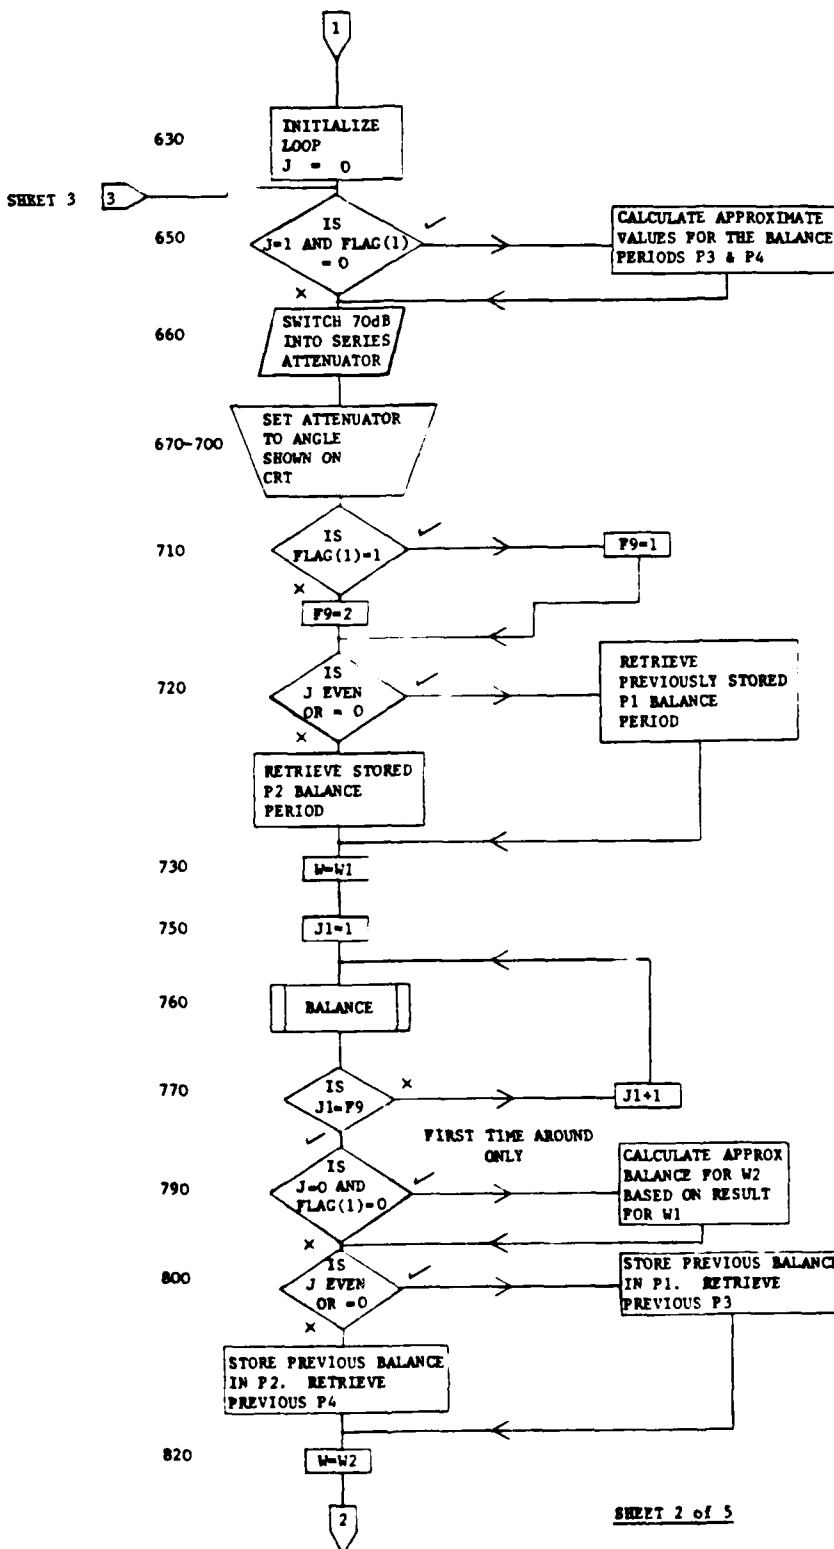 1
630
INITIALIZE
LOOP
J = 0
SHEET 3
3
650
IS
J=1 AND FLAG(1)
= 0
✓
CALCULATE APPROXIMATE
VALUES FOR THE BALANCE
PERIODS P3 & P4
×
660
SWITCH 70dB
INTO SERIES
ATTENUATOR
670-700
SET ATTENUATOR
TO ANGLE
SHOWN ON
CRT
710
IS
FLAG(1)=1
✓
F9=1
×
F9=2
720
IS
J EVEN
OR = 0
✓
RETRIEVE
PREVIOUSLY STORED
P1 BALANCE
PERIOD
×
RETRIEVE STORED
P2 BALANCE
PERIOD
730
W=W1
750
J1=1
760
BALANCE
770
IS
J1=F9
×
J1+1
✓
FIRST TIME AROUND
ONLY
790
IS
J=0 AND
FLAG(1)=0
✓
CALCULATE APPROX
BALANCE FOR W2
BASED ON RESULT
FOR W1
×
800
IS
J EVEN
OR =0
✓
STORE PREVIOUS BALANCE
IN P1. RETRIEVE
PREVIOUS P3
×
STORE PREVIOUS BALANCE
IN P2. RETRIEVE
PREVIOUS P4
820
W=W2
2
SHEET 2 of 5